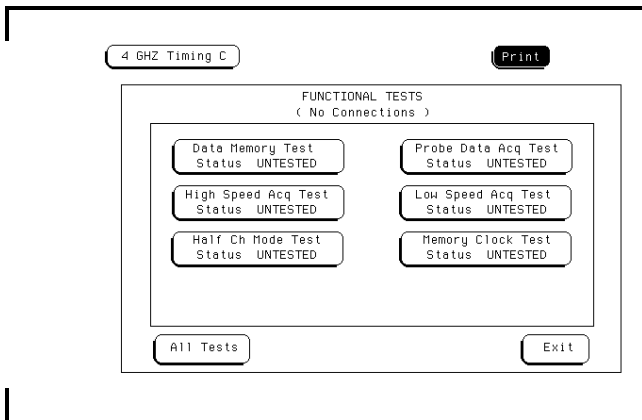 4 GHZ Timing C
Print
FUNCTIONAL TESTS
( No Connections )
Data Memory Test
Status UNTESTED
Probe Data Acq Test
Status UNTESTED
High Speed Acq Test
Status UNTESTED
Low Speed Acq Test
Status UNTESTED
Half Ch Mode Test
Status UNTESTED
Memory Clock Test
Status UNTESTED
All Tests
Exit